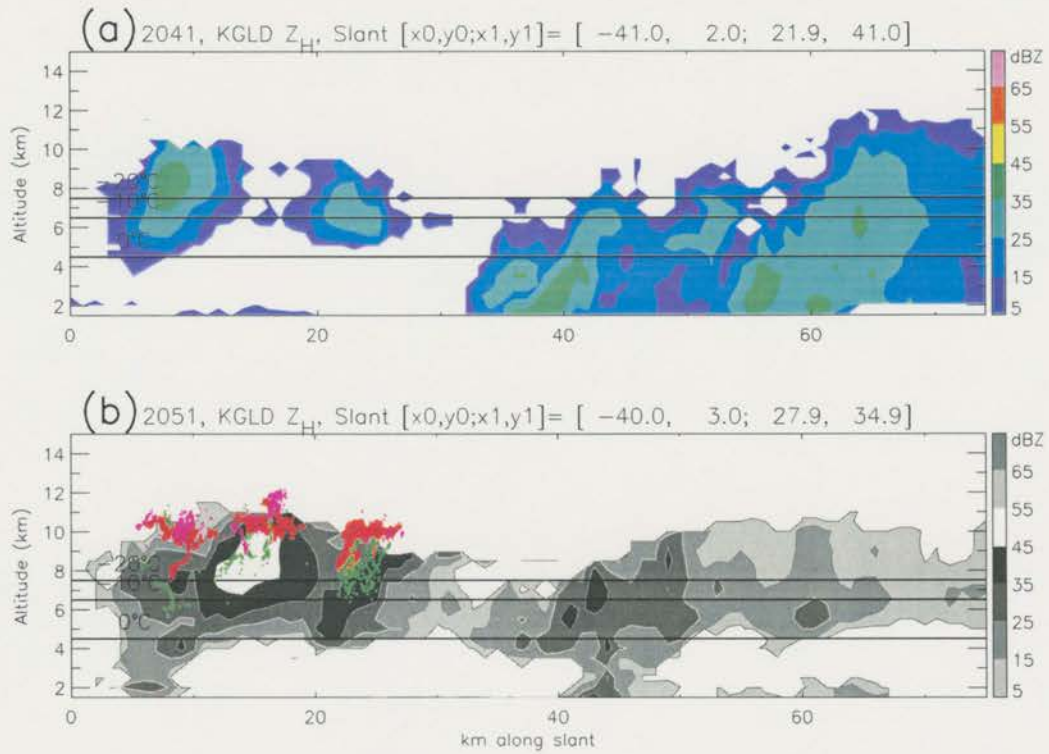 (a) 2041, KGLD Z_H, Slant [x0,y0;x1,y1]= [ -41.0, 2.0; 21.9, 41.0]
dBZ
14
65
12
55
Altitude (km)
10
45
8
35
-10°C
6
25
0°C
4
15
2
5
0 20 40 60
(b) 2051, KGLD Z_H, Slant [x0,y0;x1,y1]= [ -40.0, 3.0; 27.9, 34.9]
dBZ
14
65
12
55
Altitude (km)
10
45
8
35
6
25
0°C
4
15
2
5
0 20 40 60
km along slant